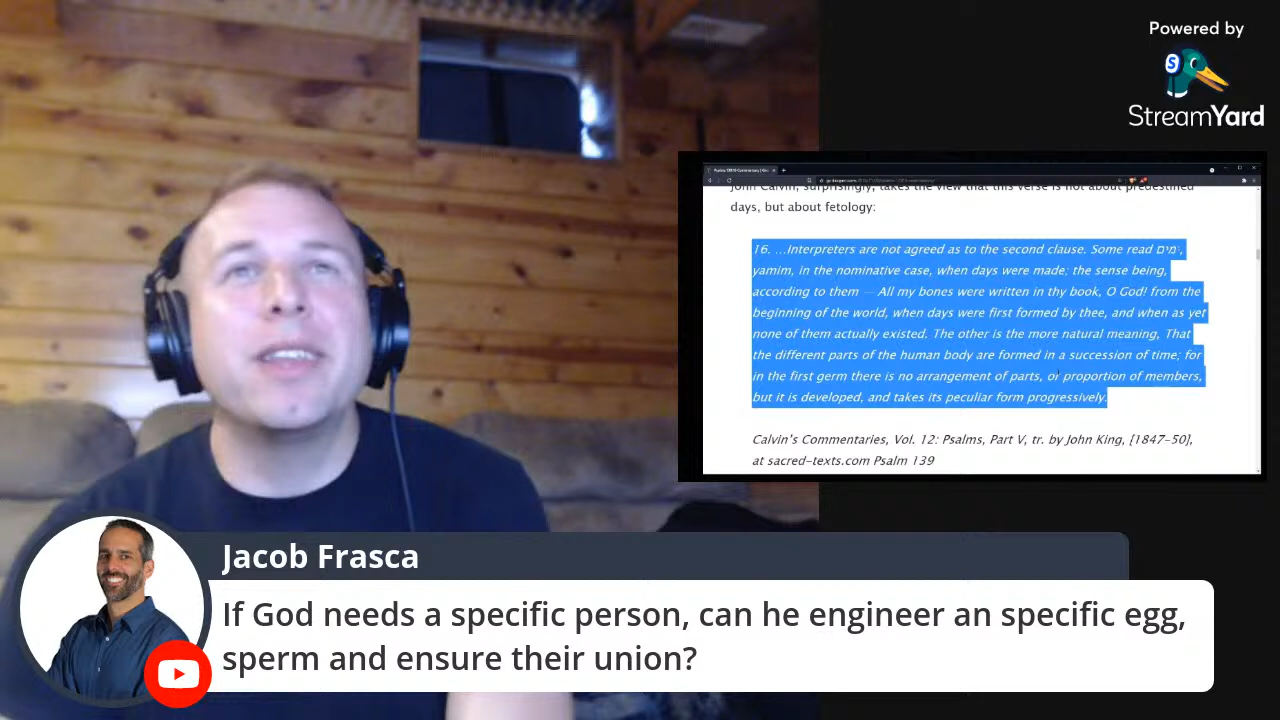 Powered by
StreamYard
John Calvin, surprisingly, takes the view that this verse is not about predestined
days, but about fetology:
16. ...Interpreters are not agreed as to the second clause. Some read ימים,
yamim, in the nominative case, when days were made; the sense being,
according to them — All my bones were written in thy book, O God! from the
beginning of the world, when days were first formed by thee, and when as yet
none of them actually existed. The other is the more natural meaning, That
the different parts of the human body are formed in a succession of time; for
in the first germ there is no arrangement of parts, or proportion of members,
but it is developed, and takes its peculiar form progressively.
Calvin's Commentaries, Vol. 12: Psalms, Part V, tr. by John King, [1847-50],
at sacred-texts.com Psalm 139
Jacob Frasca
If God needs a specific person, can he engineer an specific egg,
sperm and ensure their union?